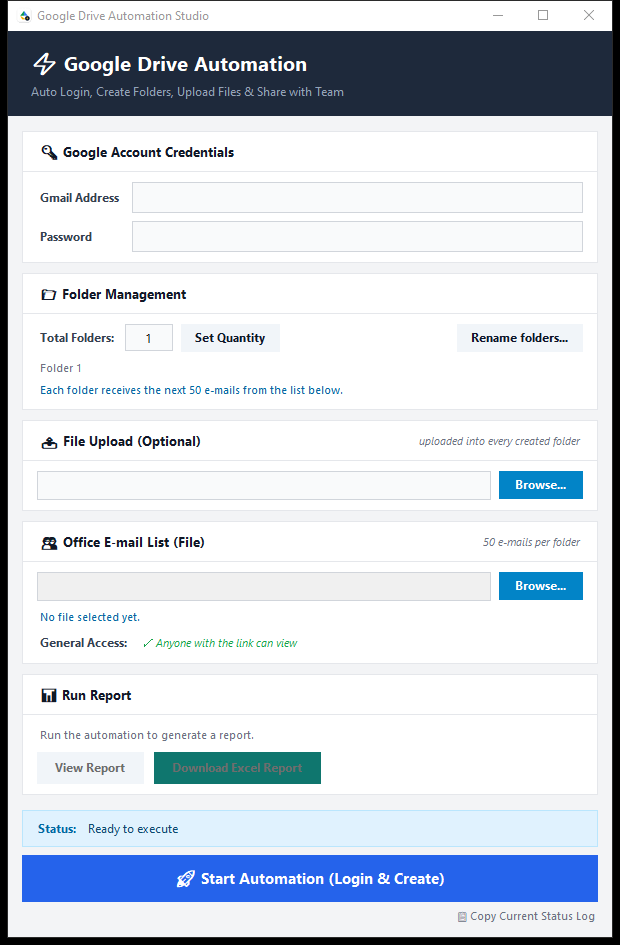 Google Drive Automation Studio
Google Drive Automation
Auto Login, Create Folders, Upload Files & Share with Team
Google Account Credentials
Gmail Address
Password
Folder Management
Total Folders: 1 Set Quantity Rename folders...
Folder 1
Each folder receives the next 50 e-mails from the list below.
File Upload (Optional) uploaded into every created folder
Browse...
Office E-mail List (File) 50 e-mails per folder
Browse...
No file selected yet.
General Access: ✓ Anyone with the link can view
Run Report
Run the automation to generate a report.
View Report Download Excel Report
Status: Ready to execute
Start Automation (Login & Create)
Copy Current Status Log